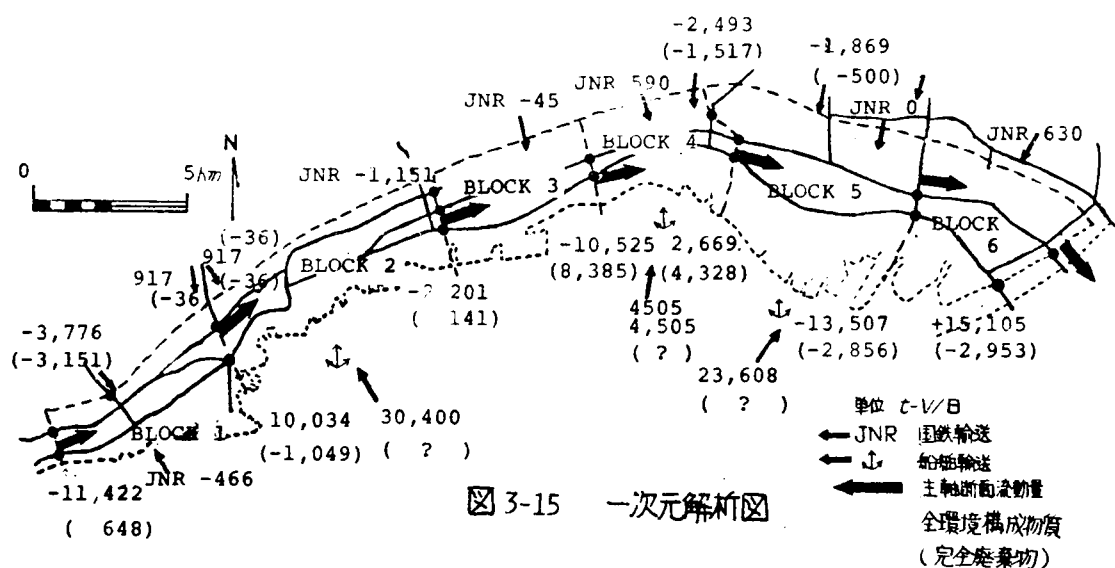 -2,493
(-1,517)
-1,869
( -500)
JNR 590
JNR 0
JNR -45
JNR 630
N
0
5km
BLOCK 4
JNR -1,151
BLOCK 3
BLOCK 5
(-36)
917
(-36)
917
(-36
BLOCK 2
BLOCK 6
-10,525 2,669
(8,385) (4,328)
201
( 141)
4505
4,505
( ? )
-3,776
(-3,151)
-13,507
(-2,856)
+15,105
(-2,953)
23,608
( ? )
BLOCK 1
10,034
(-1,049)
30,400
( ? )
JNR -466
-11,422
( 648)
単位 t-V/日
JNR 国鉄輸送
船舶輸送
主軸断面流動量
全環境構成物質
(完全廃棄物)
図 3-15 一次元解析図